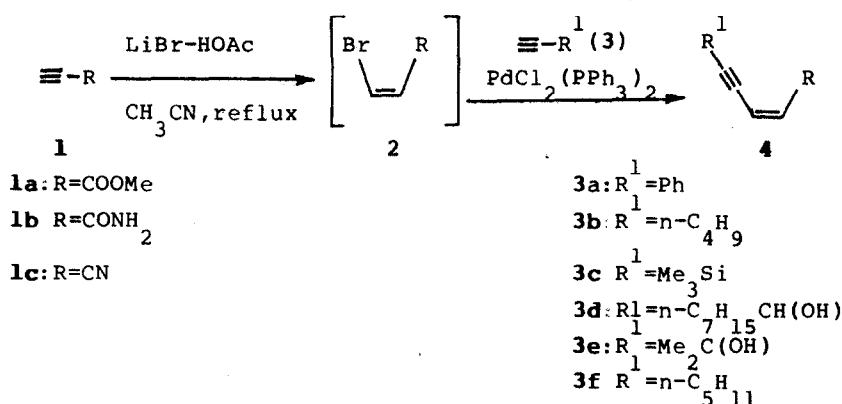 LiBr-HOAc
CH3CN,reflux
≡-R
1
Br R
2
≡-R1(3)
PdCl2(PPh3)2
R1
R
4
1a:R=COOMe
1b R=CONH2
1c:R=CN
3a:R1=Ph
3b:R1=n-C4H9
3c R1=Me3Si
3d:R1=n-C7H15CH(OH)
3e:R1=Me2C(OH)
3f R1=n-C5H11